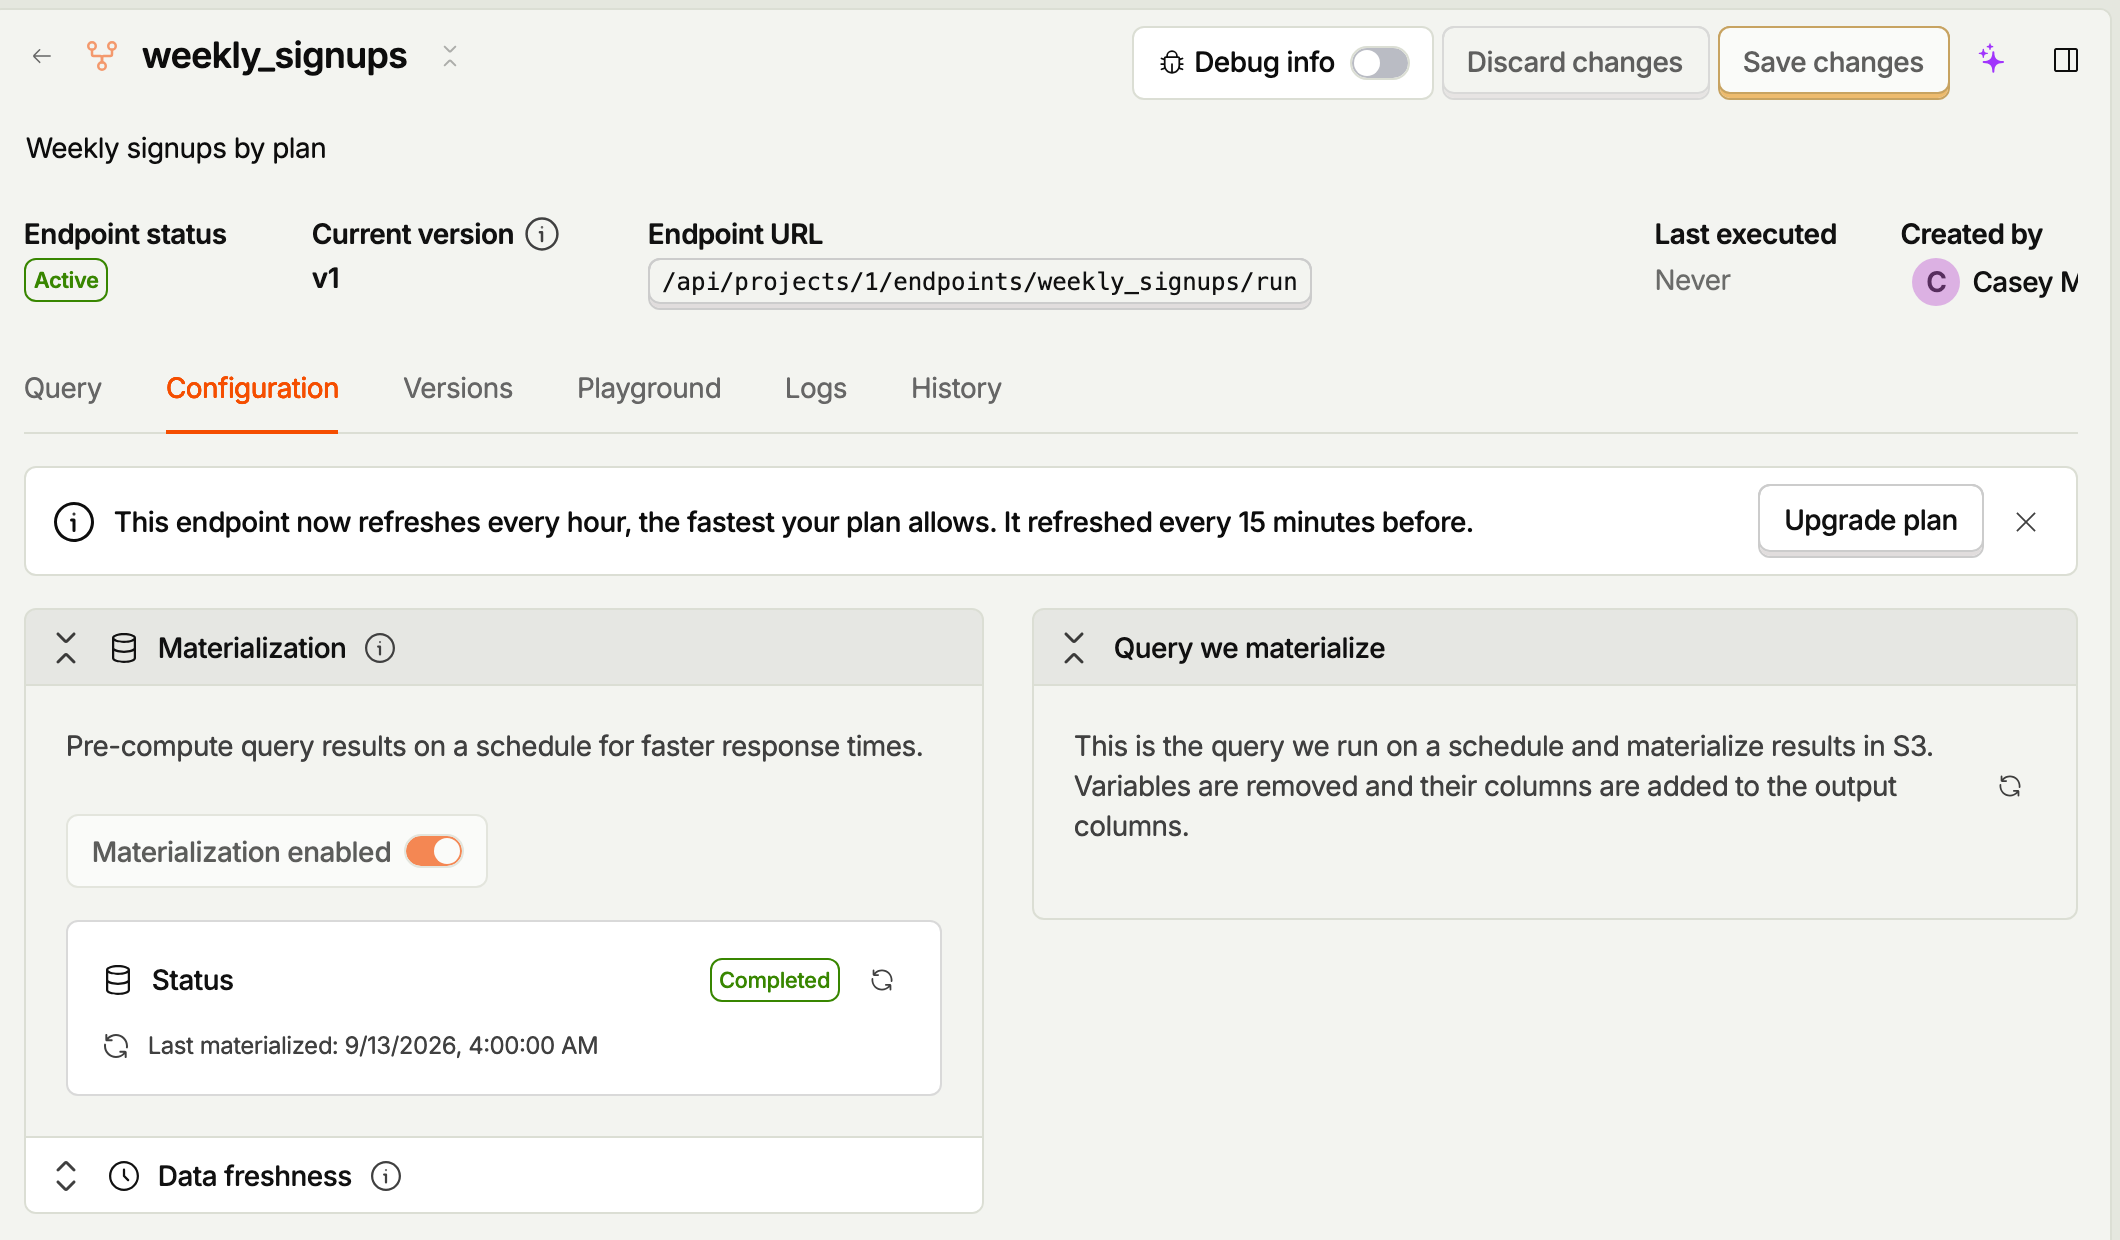 weekly_signups
Debug info
Discard changes
Save changes
Weekly signups by plan
Endpoint status
Current version
Endpoint URL
Last executed
Created by
Active
v1
/api/projects/1/endpoints/weekly_signups/run
Never
C
Casey M
Query
Configuration
Versions
Playground
Logs
History
This endpoint now refreshes every hour, the fastest your plan allows. It refreshed every 15 minutes before.
Upgrade plan
Materialization
Pre-compute query results on a schedule for faster response times.
Materialization enabled
Status
Completed
Last materialized: 9/13/2026, 4:00:00 AM
Data freshness
Query we materialize
This is the query we run on a schedule and materialize results in S3.
Variables are removed and their columns are added to the output
columns.